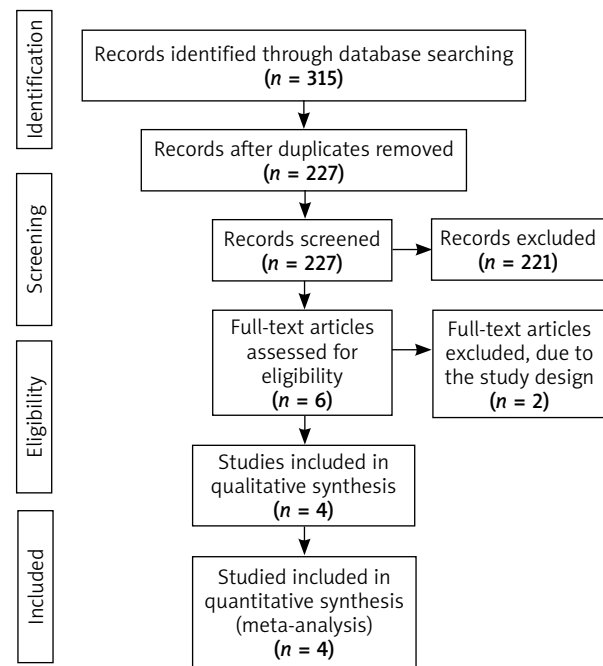 Identification
Records identified through database searching
(n = 315)
Records after duplicates removed
(n = 227)
Screening
Records screened
(n = 227)
Records excluded
(n = 221)
Eligibility
Full-text articles
assessed for
eligibility
(n = 6)
Full-text articles
excluded, due to
the study design
(n = 2)
Studies included in
qualitative synthesis
(n = 4)
Included
Studied included in
quantitative synthesis
(meta-analysis)
(n = 4)